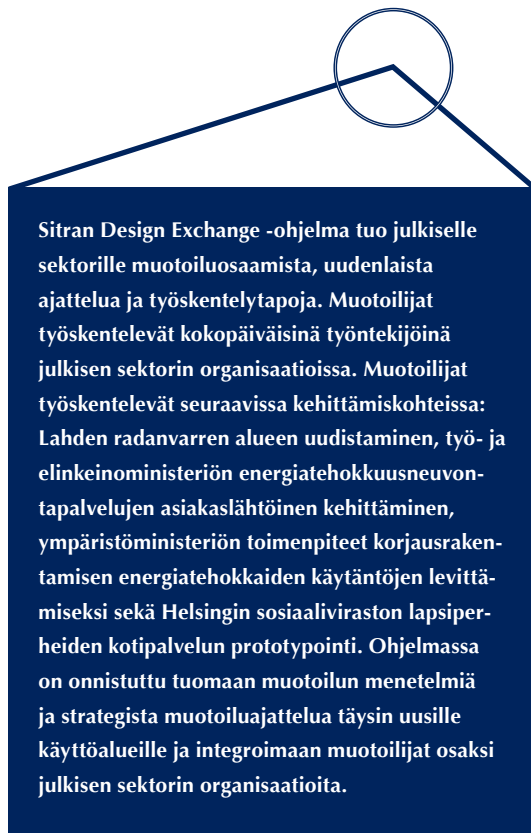 Sitran Design Exchange -ohjelma tuo julkiselle
sektorille muotoiluosaamista, uudenlaista
ajattelua ja työskentelytapoja. Muotoilijat
työskentelevät kokopäiväisinä työntekijöinä
julkisen sektorin organisaatioissa. Muotoilijat
työskentelevät seuraavissa kehittämiskohteissa:
Lahden radanvarren alueen uudistaminen, työ- ja
elinkeinoministeriön energiatehokkuusneuvon-
tapalvelujen asiakaslähtöinen kehittäminen,
ympäristöministeriön toimenpiteet korjausraken-
tamisen energiatehokkaiden käytäntöjen levittä-
miseksi sekä Helsingin sosiaaliviraston lapsiper-
heiden kotipalvelun prototypointi. Ohjelmassa
on onnistuttu tuomaan muotoilun menetelmiä
ja strategista muotoiluajattelua täysin uusille
käyttöalueille ja integroimaan muotoilijat osaksi
julkisen sektorin organisaatioita.